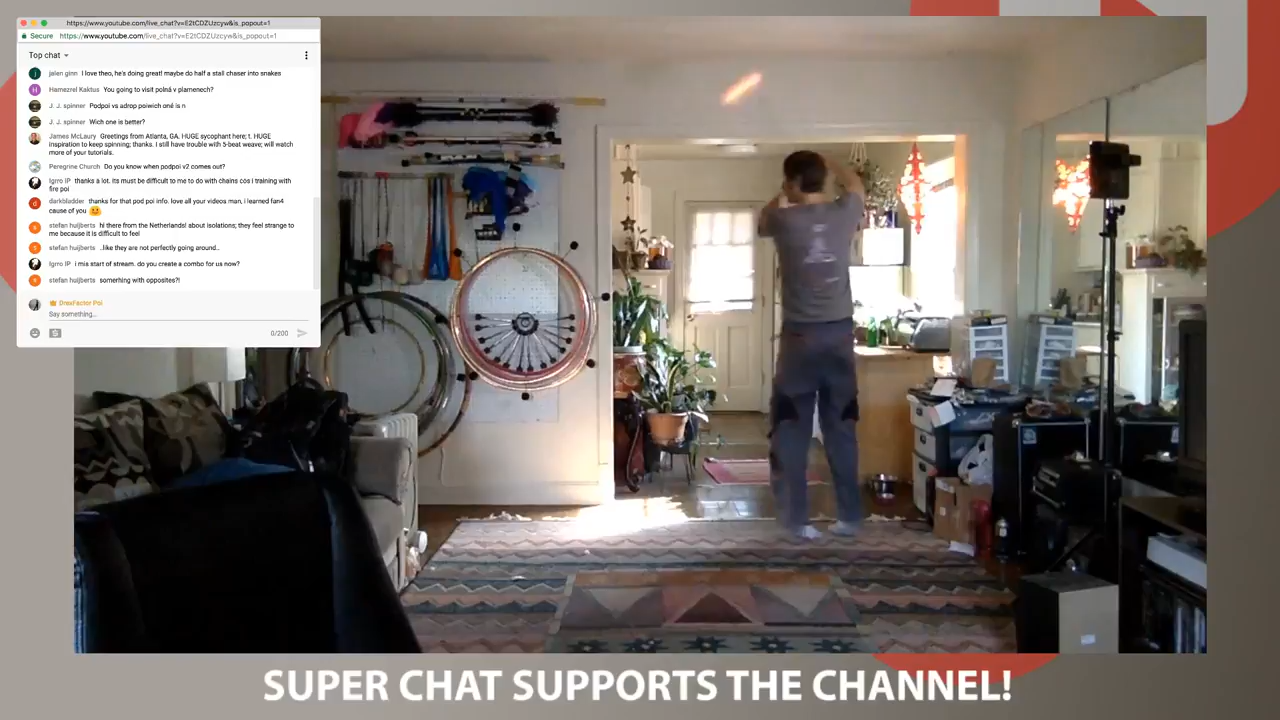 https://www.youtube.com/live_chat?v=E2tCDZUzcyw&is_popout=1
Secure https://www.youtube.com/live_chat?v=E2tCDZUzcyw&is_popout=1
Top chat
jalen ginn I love theo, he's doing great! maybe do half a stall chaser into snakes
Hamezrel Kaktus You going to visit polná v plamenech?
J. J. spinner Podpoi vs adrop poiwich oné is n
J. J. spinner Wich one is better?
James McLaury Greetings from Atlanta, GA. HUGE sycophant here; t. HUGE
inspiration to keep spinning; thanks. I still have trouble with 5-beat weave; will watch
more of your tutorials.
Peregrine Church Do you know when podpoi v2 comes out?
Igrro IP thanks a lot. its must be difficult to me to do with chains cos i training with
fire poi
darkbladder thanks for that pod poi info. love all your videos man, i learned fan4
cause of you
stefan huijberts hI there from the Netherlands! about isolations; they feel strange to
me because it is difficult to feel
stefan huijberts ..like they are not perfectly going around..
Igrro IP i mis start of stream. do you create a combo for us now?
stefan huijberts somerhing with opposites?!
DrexFactor Poi
Say something...
0/200
SUPER CHAT SUPPORTS THE CHANNEL!